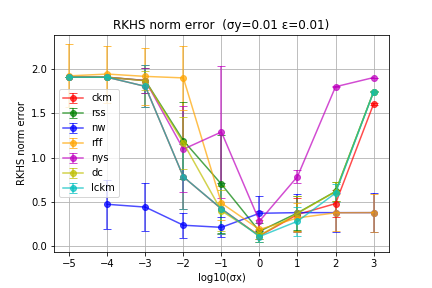 RKHS norm error (σy=0.01 ε=0.01)
RKHS norm error
2.0
1.5
1.0
0.5
0.0
ckm
rss
nw
rff
nys
dc
lckm
−5 −4 −3 −2 −1 0 1 2 3
log10(σx)